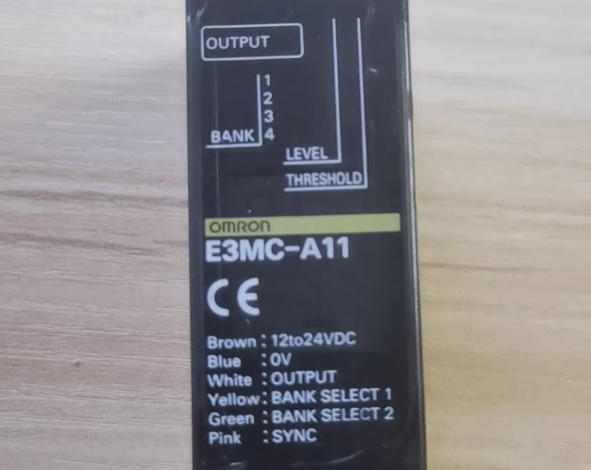 OUTPUT
1
2
3
BANK 4
LEVEL
THRESHOLD
OMRON
E3MC-A11
CE
Brown : 12to24VDC
Blue : 0V
White : OUTPUT
Yellow : BANK SELECT 1
Green : BANK SELECT 2
Pink : SYNC